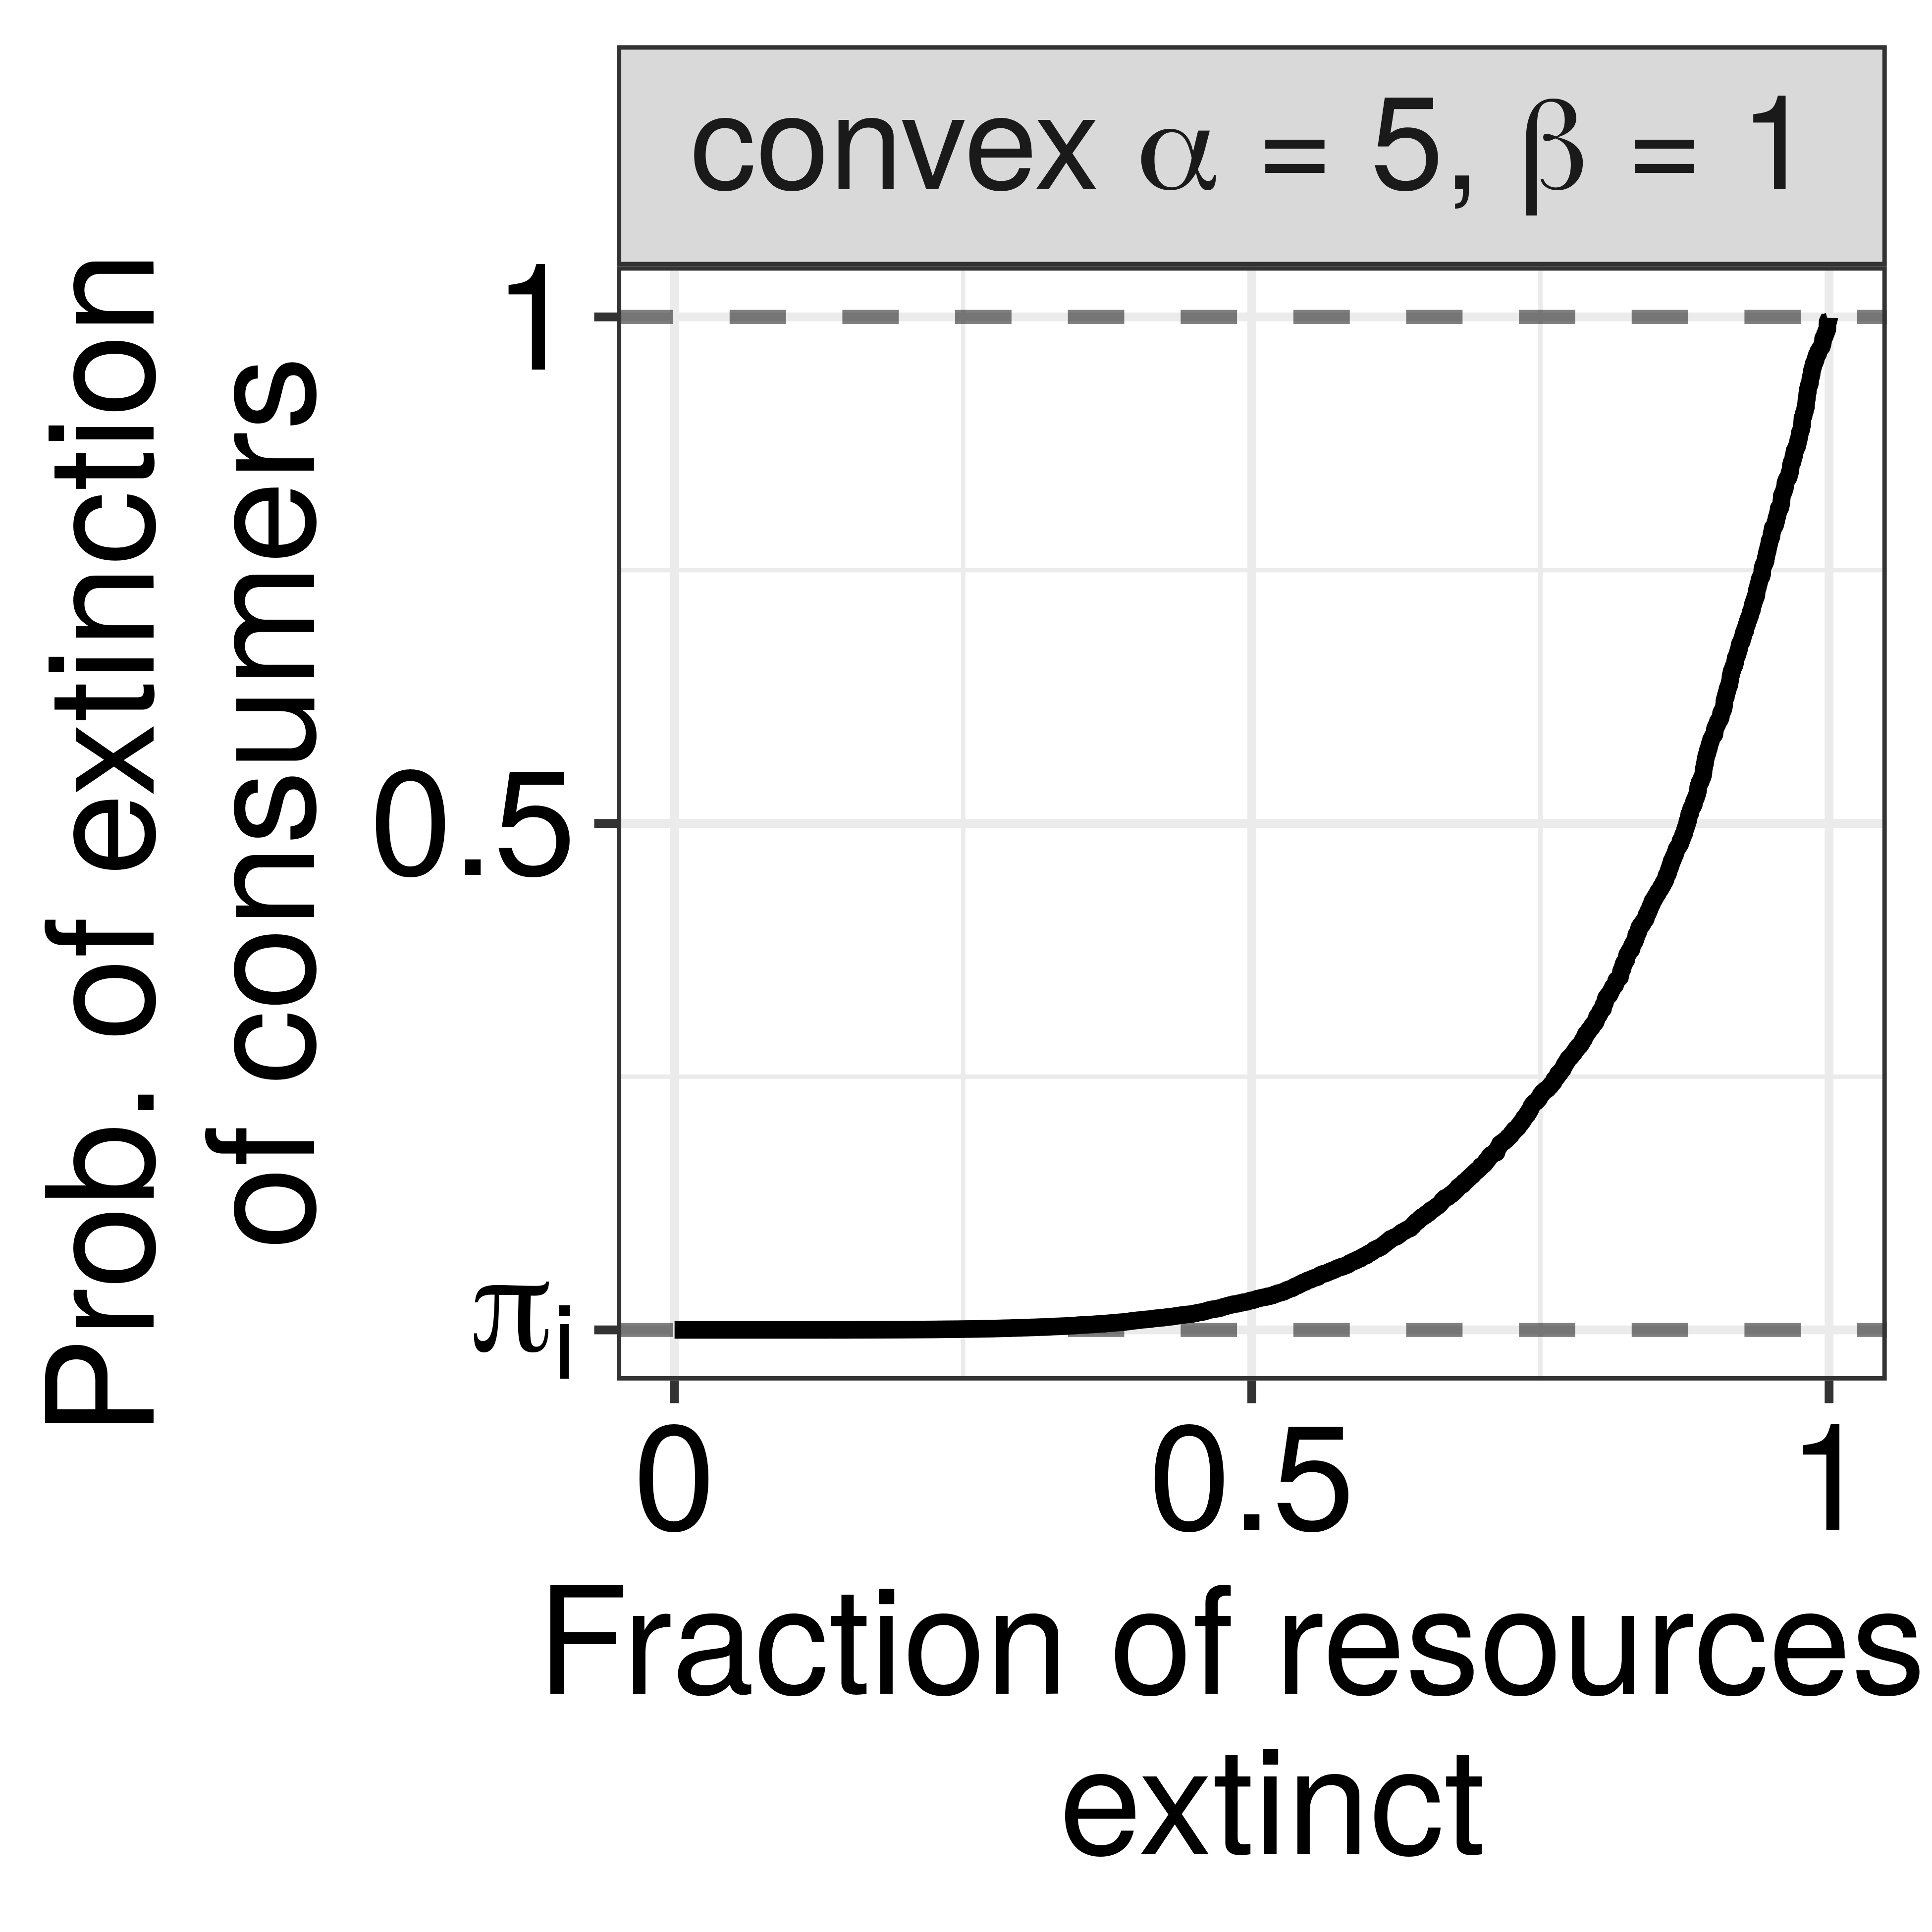 convex α = 5, β = 1
Prob. of extinction
of consumers
1
0.5
πi
0
0.5
1
Fraction of resources
extinct